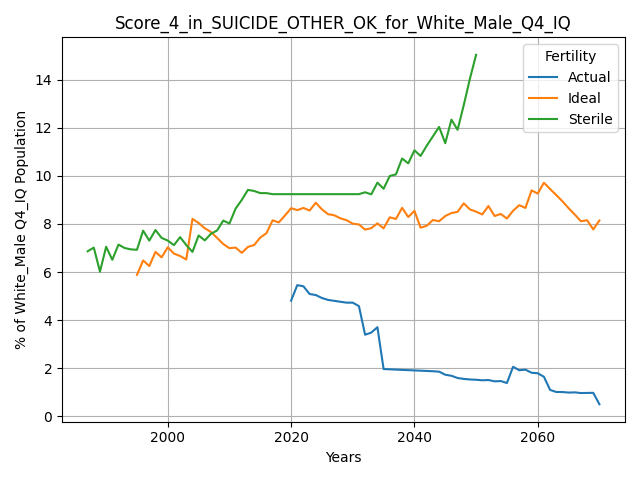 Score_4_in_SUICIDE_OTHER_OK_for_White_Male_Q4_IQ
Fertility
Actual
Ideal
Sterile
% of White_Male Q4_IQ Population
14
12
10
8
6
4
2
0
2000 2020 2040 2060
Years